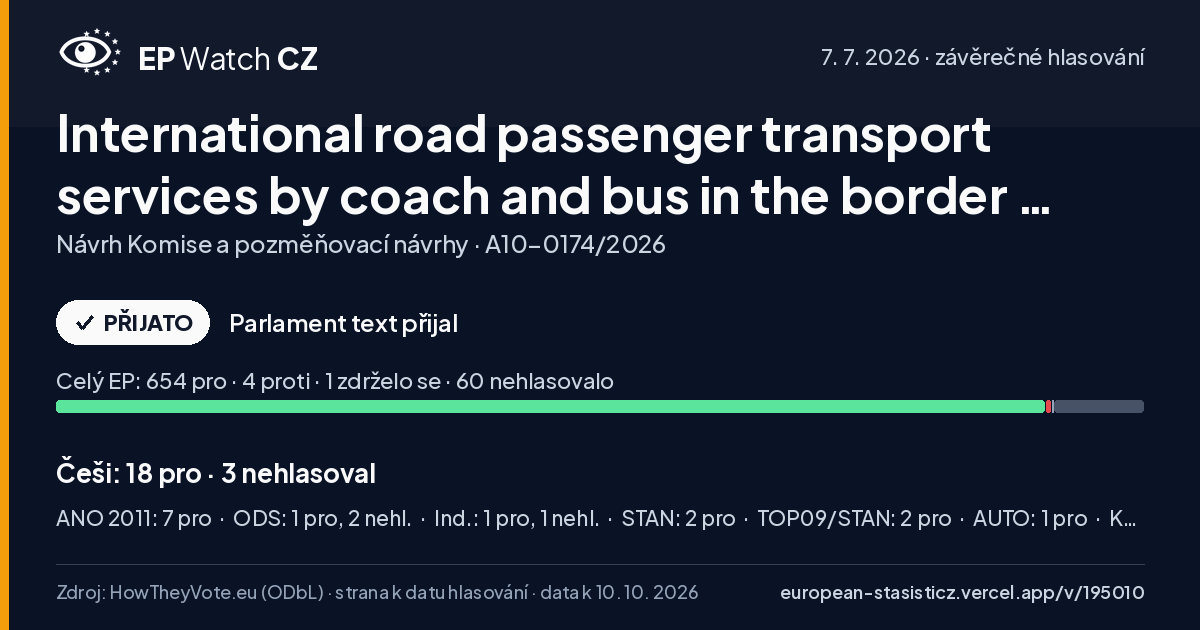 EP Watch CZ
7. 7. 2026 · závěrečné hlasování
International road passenger transport
services by coach and bus in the border …
Návrh Komise a pozměňovací návrhy · A10–0174/2026
✓ PŘIJATO
Parlament text přijal
Celý EP: 654 pro · 4 proti · 1 zdrželo se · 60 nehlasovalo
Češi: 18 pro · 3 nehlasoval
ANO 2011: 7 pro · ODS: 1 pro, 2 nehl. · Ind.: 1 pro, 1 nehl. · STAN: 2 pro · TOP09/STAN: 2 pro · AUTO: 1 pro · K…
Zdroj: HowTheyVote.eu (ODbL) · strana k datu hlasování · data k 10. 10. 2026
european-stasisticz.vercel.app/v/195010